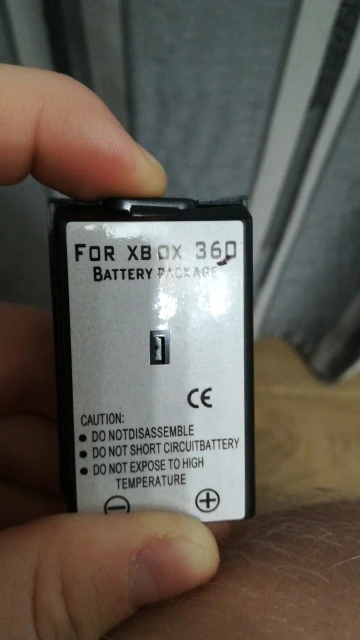 FOR XBOX 360
BATTERY PACKAGE
CE
CAUTION:
● DO NOTDISASSEMBLE
● DO NOT SHORT CIRCUITBATTERY
● DO NOT EXPOSE TO HIGH
TEMPERATURE
⊖ ⊕